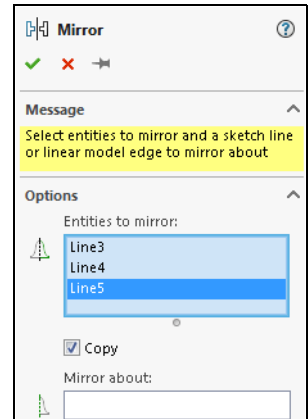 Mirror
Message
Select entities to mirror and a sketch line
or linear model edge to mirror about
Options
Entities to mirror:
Line3
Line4
Line5
Copy
Mirror about: